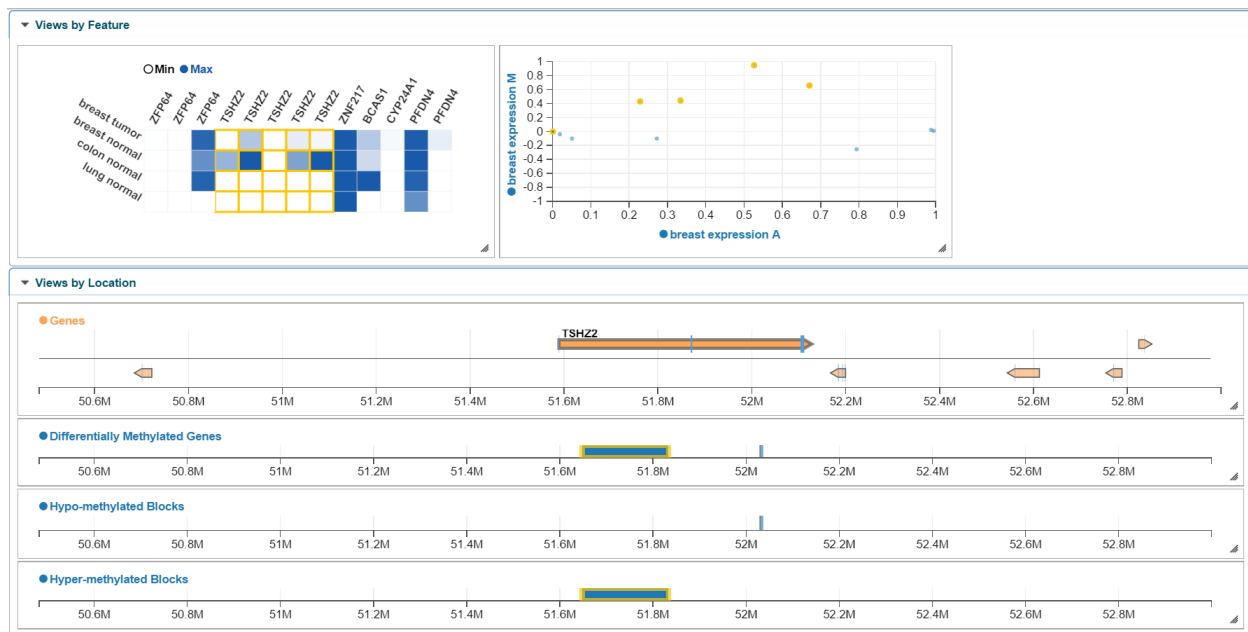 Views by Feature
Min Max
ZFP64 ZFP64 ZFP64 TSHZ2 TSHZ2 TSHZ2 TSHZ2 TSHZ2 ZNF217 BCAS1 CYP24A1 PFDN4 PFDN4
breast tumor
breast normal
colon normal
lung normal
breast expression M
1
0.8
0.6
0.4
0.2
0
-0.2
-0.4
-0.6
-0.8
-1
0 0.1 0.2 0.3 0.4 0.5 0.6 0.7 0.8 0.9 1
breast expression A
Views by Location
Genes
TSHZ2
50.6M 50.8M 51M 51.2M 51.4M 51.6M 51.8M 52M 52.2M 52.4M 52.6M 52.8M
Differentially Methylated Genes
50.6M 50.8M 51M 51.2M 51.4M 51.6M 51.8M 52M 52.2M 52.4M 52.6M 52.8M
Hypo-methylated Blocks
50.6M 50.8M 51M 51.2M 51.4M 51.6M 51.8M 52M 52.2M 52.4M 52.6M 52.8M
Hyper-methylated Blocks
50.6M 50.8M 51M 51.2M 51.4M 51.6M 51.8M 52M 52.2M 52.4M 52.6M 52.8M